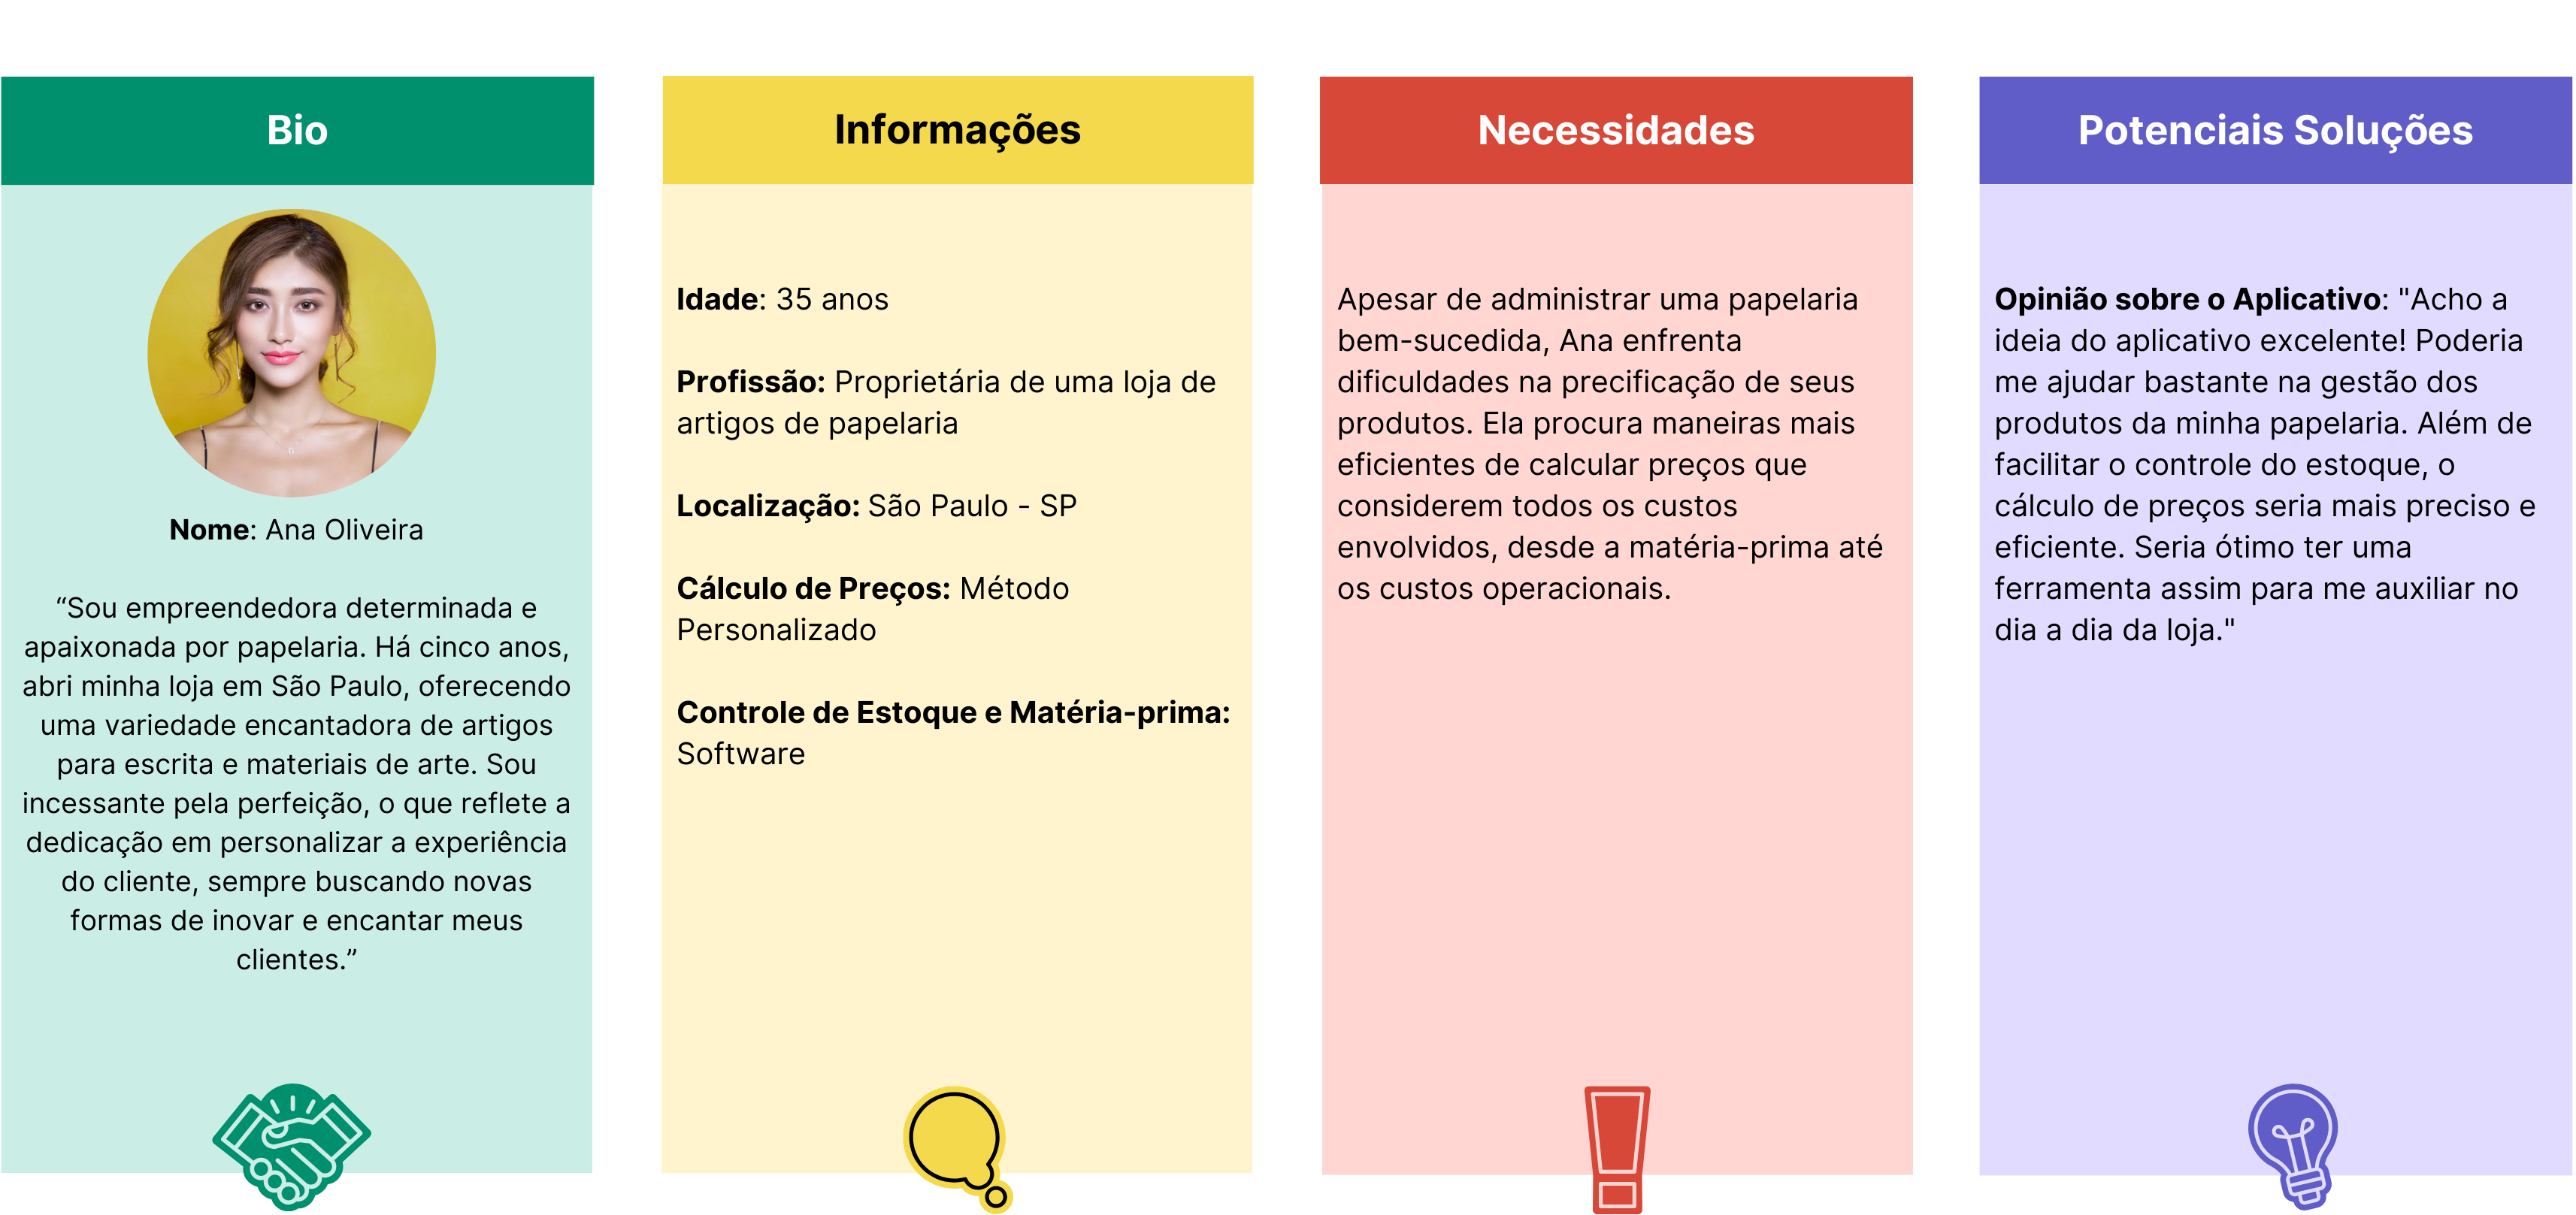 Bio
Nome: Ana Oliveira
“Sou empreendedora determinada e
apaixonada por papelaria. Há cinco anos,
abri minha loja em São Paulo, oferecendo
uma variedade encantadora de artigos
para escrita e materiais de arte. Sou
incessante pela perfeição, o que reflete a
dedicação em personalizar a experiência
do cliente, sempre buscando novas
formas de inovar e encantar meus
clientes.”
Informações
Idade: 35 anos
Profissão: Proprietária de uma loja de
artigos de papelaria
Localização: São Paulo - SP
Cálculo de Preços: Método
Personalizado
Controle de Estoque e Matéria-prima:
Software
Necessidades
Apesar de administrar uma papelaria
bem-sucedida, Ana enfrenta
dificuldades na precificação de seus
produtos. Ela procura maneiras mais
eficientes de calcular preços que
considerem todos os custos
envolvidos, desde a matéria-prima até
os custos operacionais.
Potenciais Soluções
Opinião sobre o Aplicativo: "Acho a
ideia do aplicativo excelente! Poderia
me ajudar bastante na gestão dos
produtos da minha papelaria. Além de
facilitar o controle do estoque, o
cálculo de preços seria mais preciso e
eficiente. Seria ótimo ter uma
ferramenta assim para me auxiliar no
dia a dia da loja."